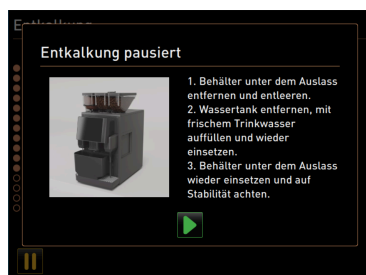 Entkalkung
Entkalkung pausiert
1. Behälter unter dem Auslass
entfernen und entleeren.
2. Wassertank entfernen, mit
frischem Trinkwasser
auffüllen und wieder
einsetzen.
3. Behälter unter dem Auslass
wieder einsetzen und auf
Stabilität achten.